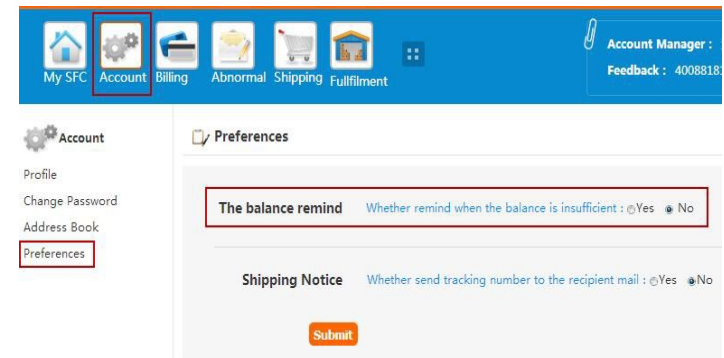 Account Manager :
Feedback : 4008818
My SFC Account Billing Abnormal Shipping Fullfilment
Account
Profile
Change Password
Address Book
Preferences
Preferences
The balance remind Whether remind when the balance is insufficient : Yes No
Shipping Notice Whether send tracking number to the recipient mail : Yes No
Submit